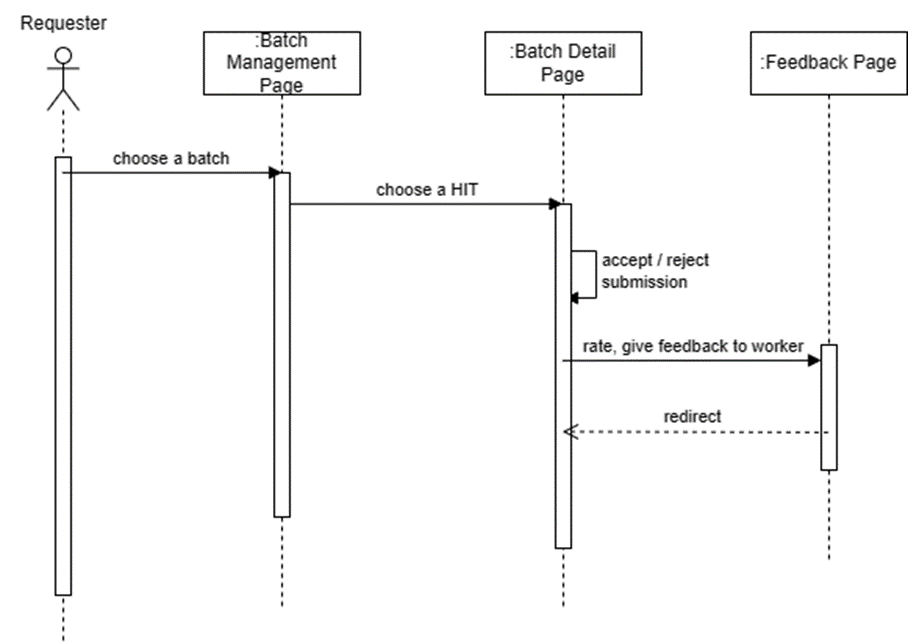 Requester
:Batch
Management
Page
:Batch Detail
Page
:Feedback Page
choose a batch
choose a HIT
accept / reject
submission
rate, give feedback to worker
redirect